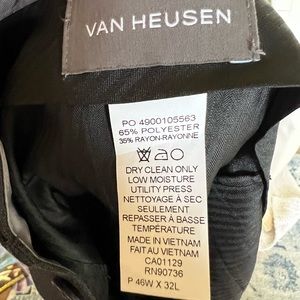 VAN HEUSEN
PO 4900105563
65% POLYESTER
35% RAYON-RAYONNE
DRY CLEAN ONLY
LOW MOISTURE
UTILITY PRESS
NETTOYAGE À SEC
SEULEMENT
REPASSER À BASSE
TEMPÉRATURE
MADE IN VIETNAM
FAIT AU VIETNAM
CA01129
RN90736
P 46W X 32L